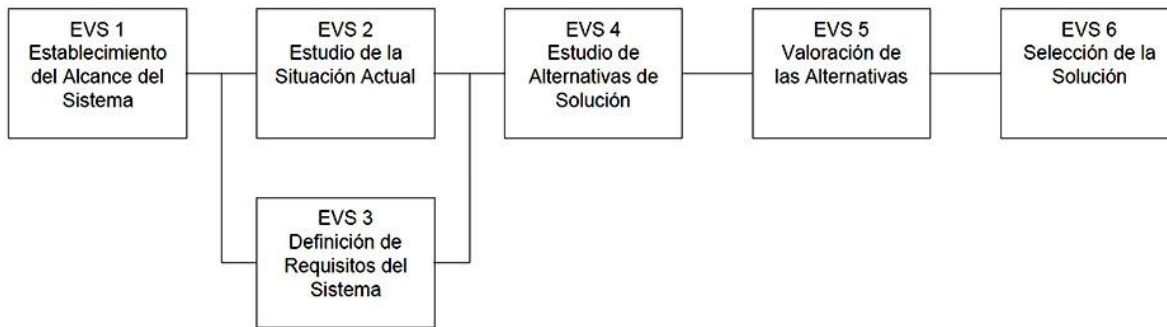 EVS 1
Establecimiento
del Alcance del
Sistema
EVS 2
Estudio de la
Situación Actual
EVS 4
Estudio de
Alternativas de
Solución
EVS 5
Valoración de
las Alternativas
EVS 6
Selección de la
Solución
EVS 3
Definición de
Requisitos del
Sistema